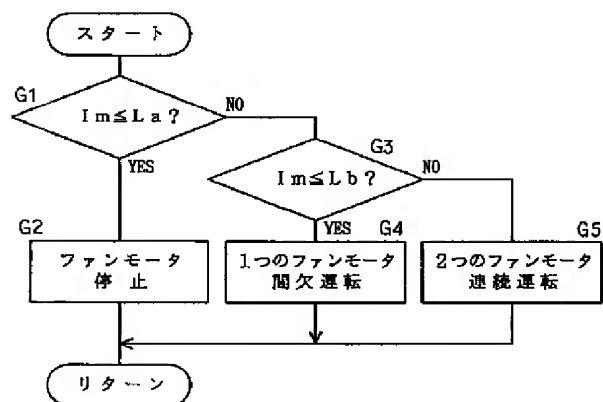 スタート
G1
Im≦La?
NO
YES
G3
Im≦Lb?
NO
YES
G2
ファンモータ
停止
G4
1つのファンモータ
間欠運転
G5
2つのファンモータ
連続運転
リターン